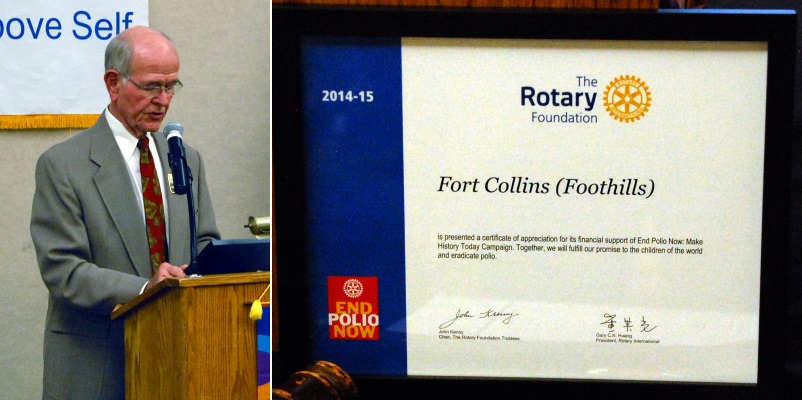 ove Self
2014-15
The
Rotary
Foundation
Fort Collins (Foothills)
is presented a certificate of appreciation for its financial support of End Polio Now: Make
History Today Campaign. Together, we will fulfill our promise to the children of the world
and eradicate polio.
END
POLIO
NOW
John Kenny
John Kenny
Chair, The Rotary Foundation Trustees
Gary C.K. Huang
President, Rotary International